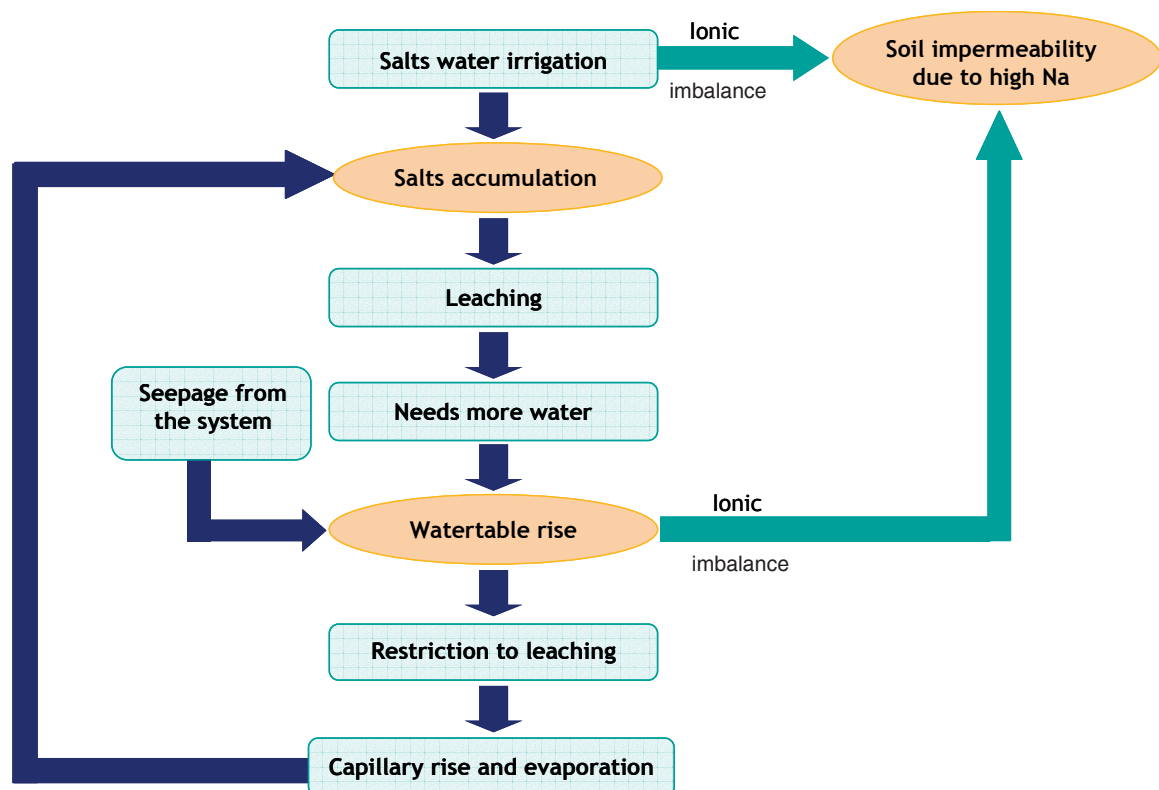 Salts water irrigation
Ionic
imbalance
Soil impermeability
due to high Na
Salts accumulation
Leaching
Seepage from
the system
Needs more water
Watertable rise
Ionic
imbalance
Restriction to leaching
Capillary rise and evaporation